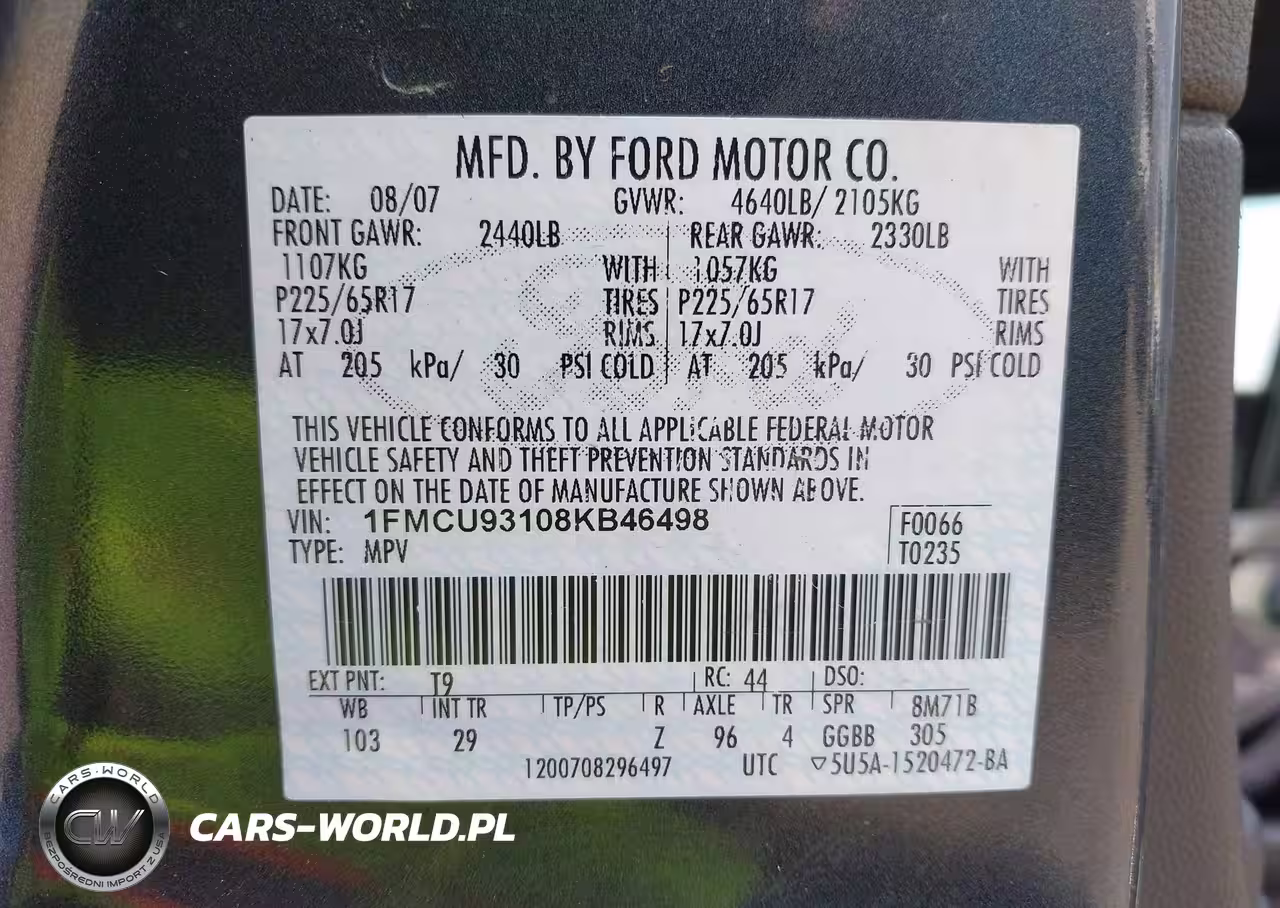 MFD. BY FORD MOTOR CO.
DATE: 08/07 GVWR: 4640LB/ 2105KG
FRONT GAWR: 2440LB REAR GAWR: 2330LB
1107KG WITH 1057KG WITH
P225/65R17 TIRES P225/65R17 TIRES
17x7.0J RIMS 17x7.0J RIMS
AT 205 kPa/ 30 PSI COLD AT 205 kPa/ 30 PSI COLD
THIS VEHICLE CONFORMS TO ALL APPLICABLE FEDERAL MOTOR
VEHICLE SAFETY AND THEFT PREVENTION STANDARDS IN
EFFECT ON THE DATE OF MANUFACTURE SHOWN ABOVE.
VIN: 1FMCU93108KB46498 F0066
TYPE: MPV T0235
EXT PNT: T9 RC: 44 DSO:
WB INT TR TP/PS R AXLE TR SPR 8M71B
103 29 Z 96 4 GGBB 305
1200708296497 UTC ▽5U5A-1520472-BA
CARS-WORLD
CW
BEZPOŚREDNI IMPORT Z USA
CARS-WORLD.PL